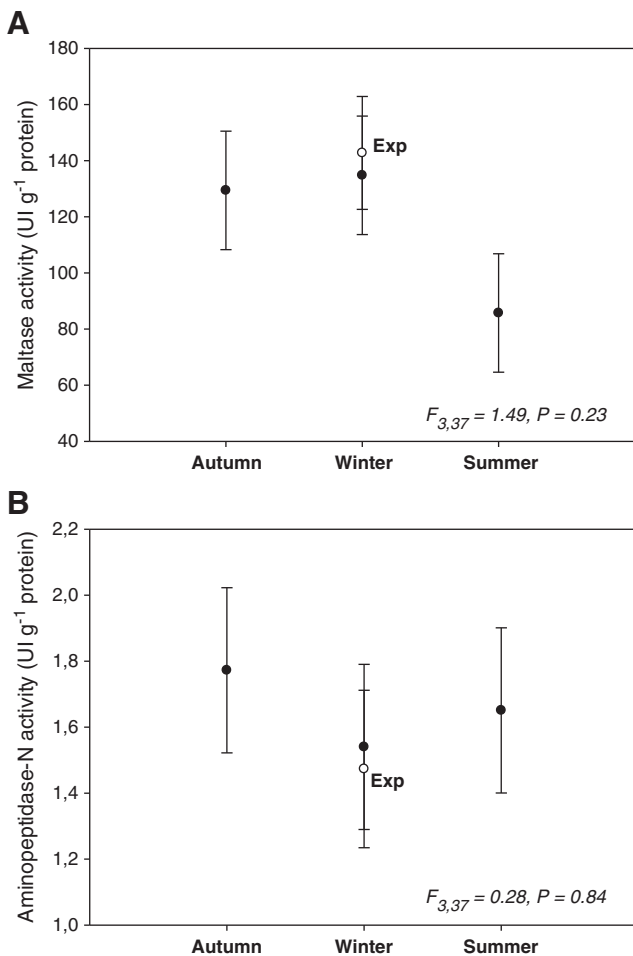 A
Maltase activity (UI g-1 protein)
180
160
140
120
100
80
60
40
Exp
F3,37 = 1.49, P = 0.23
Autumn Winter Summer
B
Aminopeptidase-N activity (UI g-1 protein)
2,2
2,0
1,8
1,6
1,4
1,2
1,0
Exp
F3,37 = 0.28, P = 0.84
Autumn Winter Summer